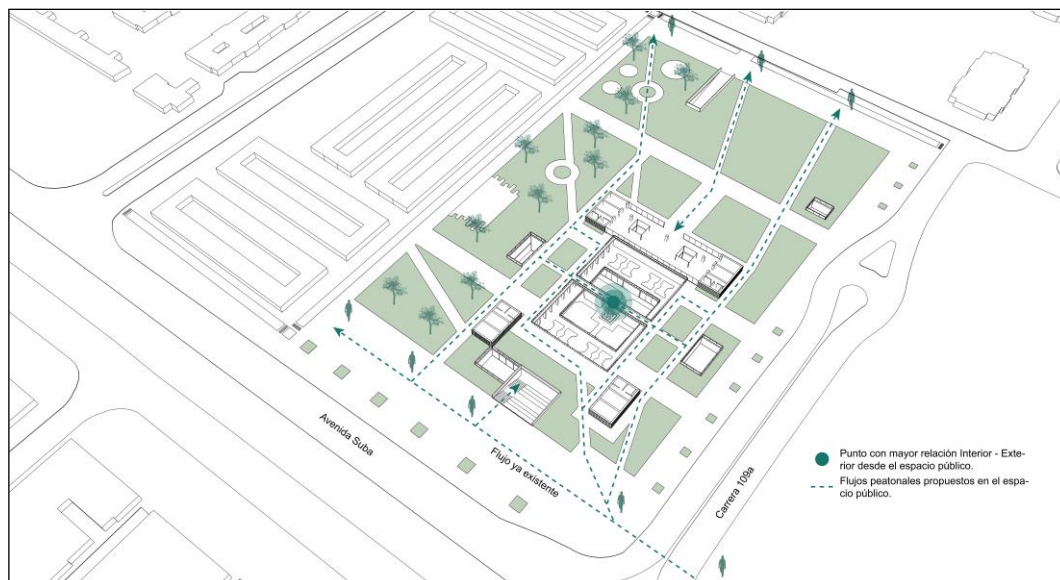 Avenida Suba
Flujo ya existente
Carrera 109a
Punto con mayor relación Interior - Exte-
rior desde el espacio público.
Flujos peatonales propuestos en el espa-
cio público.